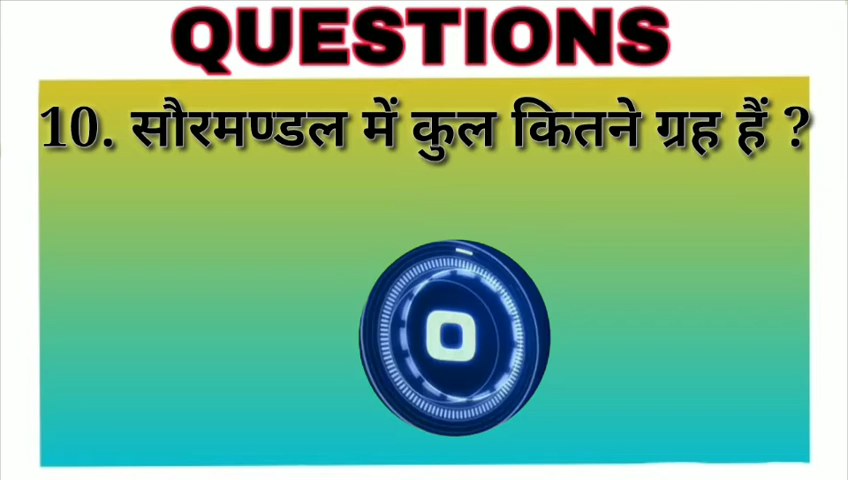 QUESTIONS
10. सौरमण्डल में कुल कितने ग्रह हैं ?
0